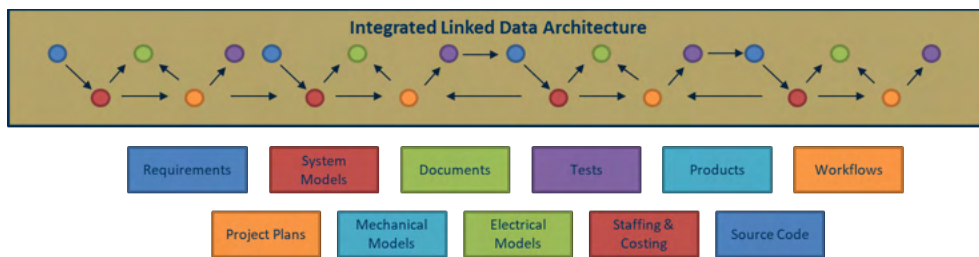 Integrated Linked Data Architecture
Requirements
System
Models
Documents
Tests
Products
Workflows
Project Plans
Mechanical
Models
Electrical
Models
Staffing &
Costing
Source Code